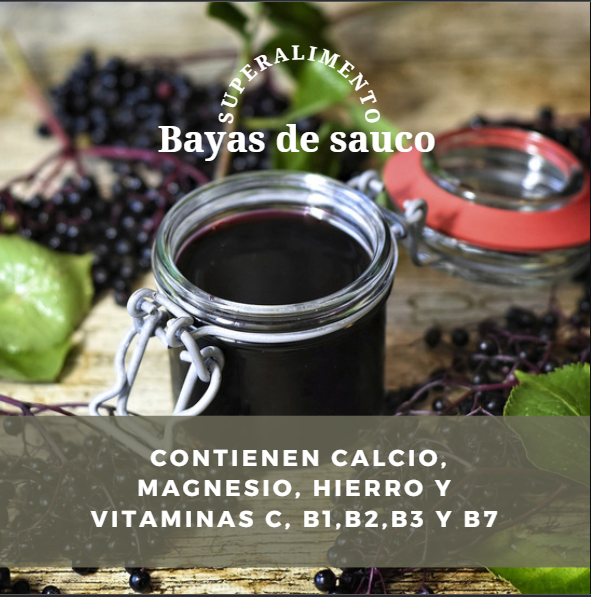 SUPERALIMENTO
Bayas de sauco
CONTIENEN CALCIO,
MAGNESIO, HIERRO Y
VITAMINAS C, B1,B2,B3 Y B7